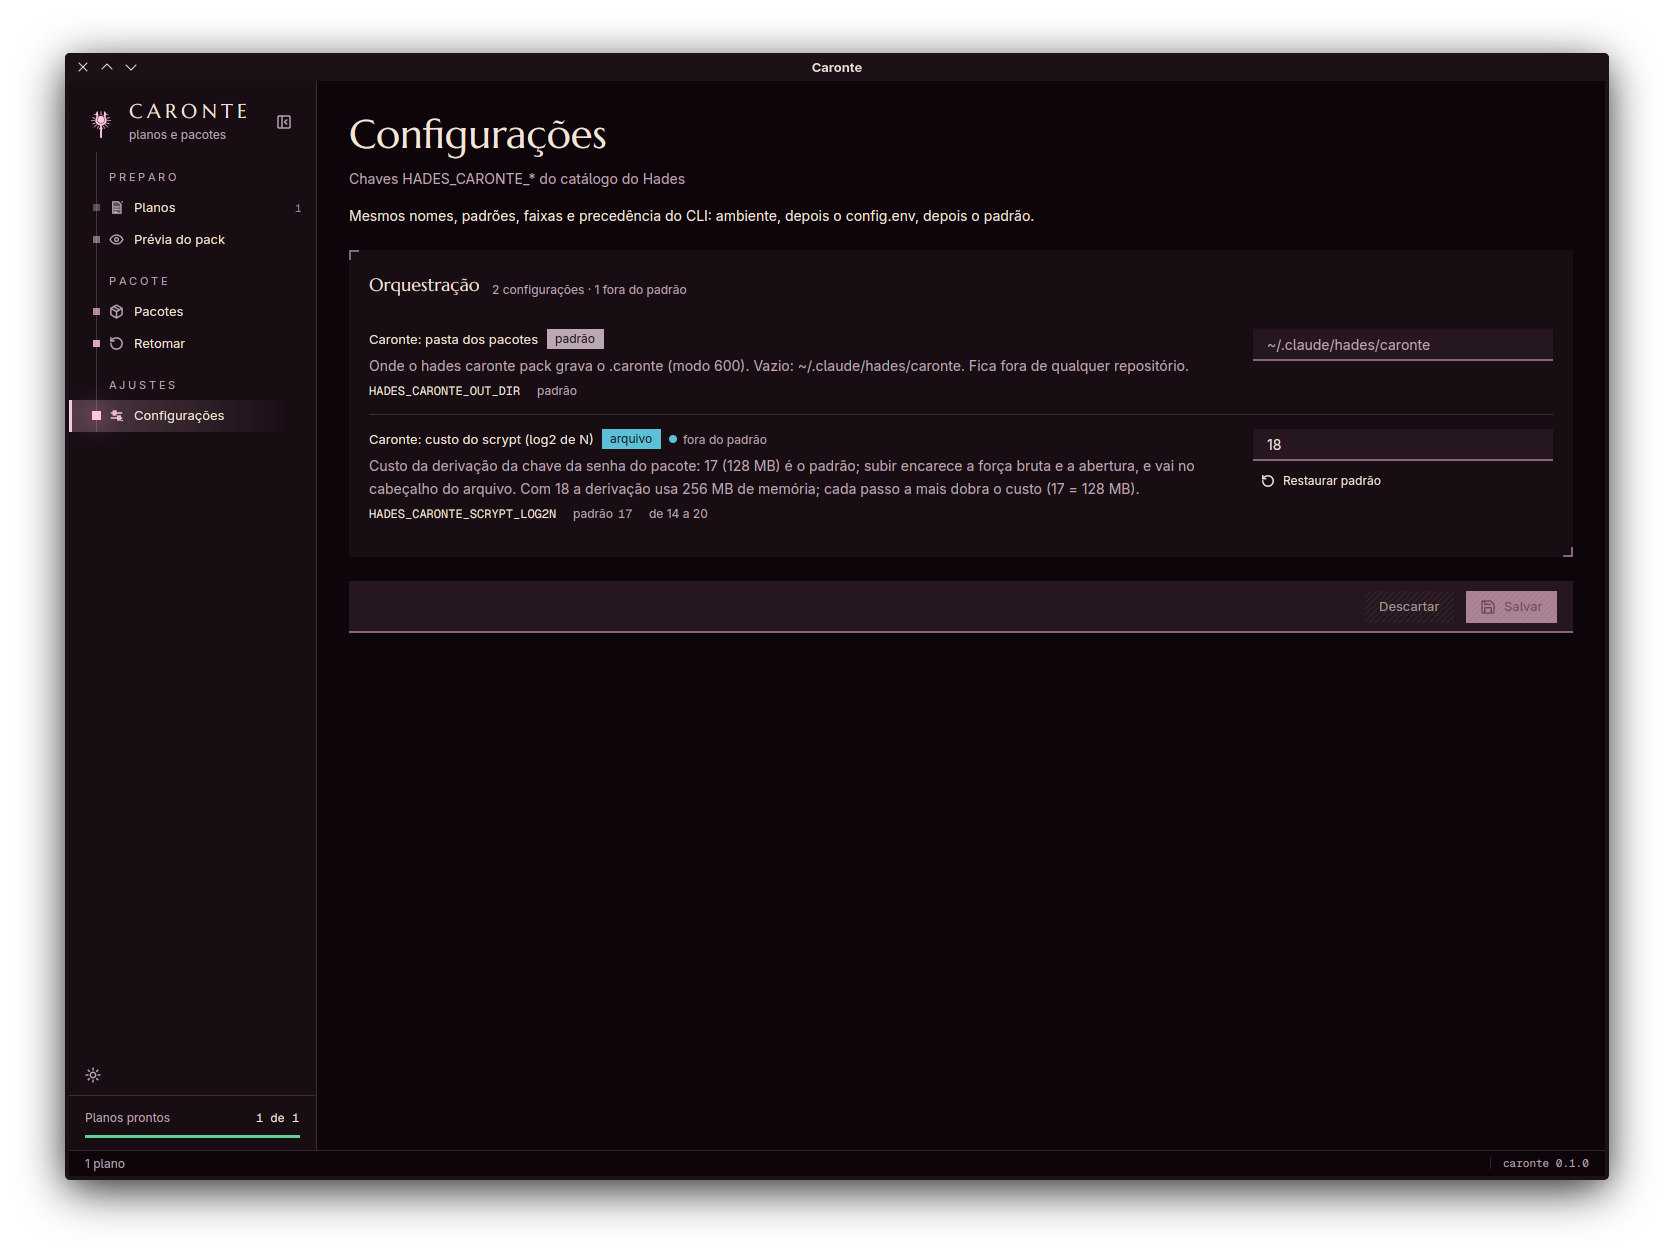 Caronte
CARONTE
planos e pacotes
PREPARO
Planos 1
Prévia do pack
PACOTE
Pacotes
Retomar
AJUSTES
Configurações
Planos prontos 1 de 1
1 plano
Configurações
Chaves HADES_CARONTE_* do catálogo do Hades
Mesmos nomes, padrões, faixas e precedência do CLI: ambiente, depois o config.env, depois o padrão.
Orquestração 2 configurações · 1 fora do padrão
Caronte: pasta dos pacotes padrão
Onde o hades caronte pack grava o .caronte (modo 600). Vazio: ~/.claude/hades/caronte. Fica fora de qualquer repositório.
HADES_CARONTE_OUT_DIR padrão
~/.claude/hades/caronte
Caronte: custo do scrypt (log2 de N) arquivo fora do padrão
Custo da derivação da chave da senha do pacote: 17 (128 MB) é o padrão; subir encarece a força bruta e a abertura, e vai no
cabeçalho do arquivo. Com 18 a derivação usa 256 MB de memória; cada passo a mais dobra o custo (17 = 128 MB).
HADES_CARONTE_SCRYPT_LOG2N padrão 17 de 14 a 20
18
Restaurar padrão
Descartar
Salvar
caronte 0.1.0